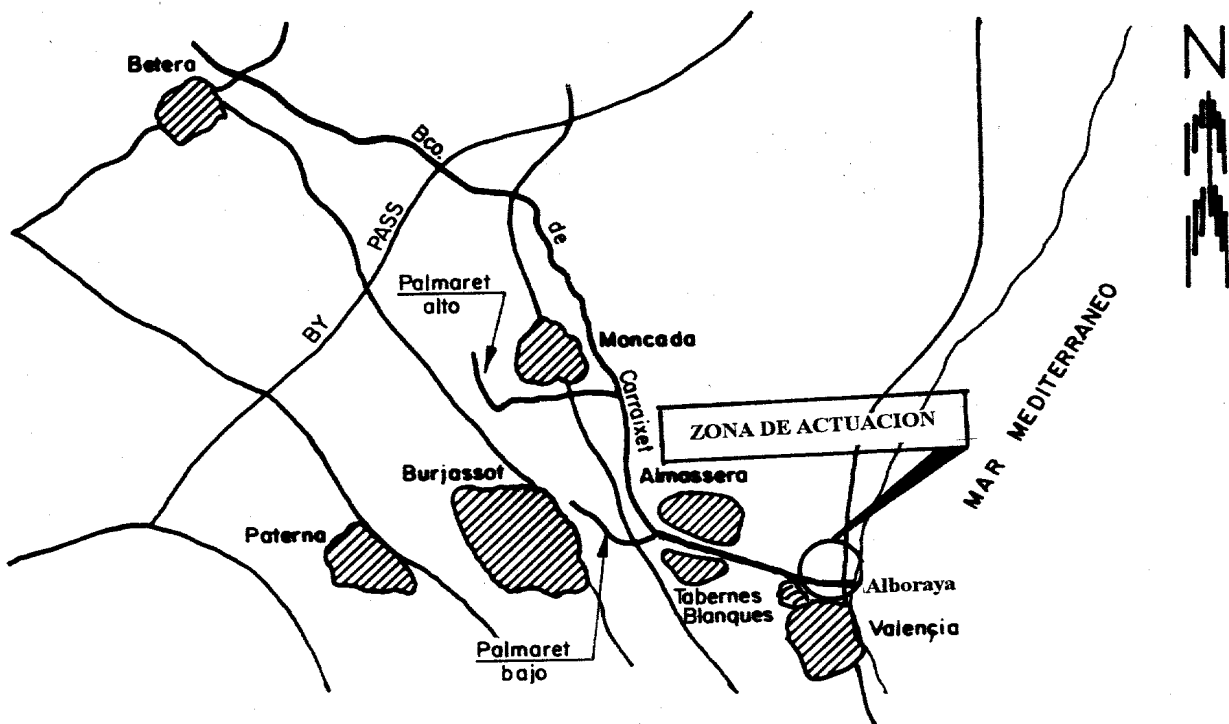 N
Betera
Bco.
de
Carraixet
BY
PASS
Palmaret
alto
Moncada
ZONA DE ACTUACION
MAR MEDITERRANEO
Burjassot
Almassera
Paterna
Tabernes
Blanques
Alboraya
Valencia
Palmaret
bajo